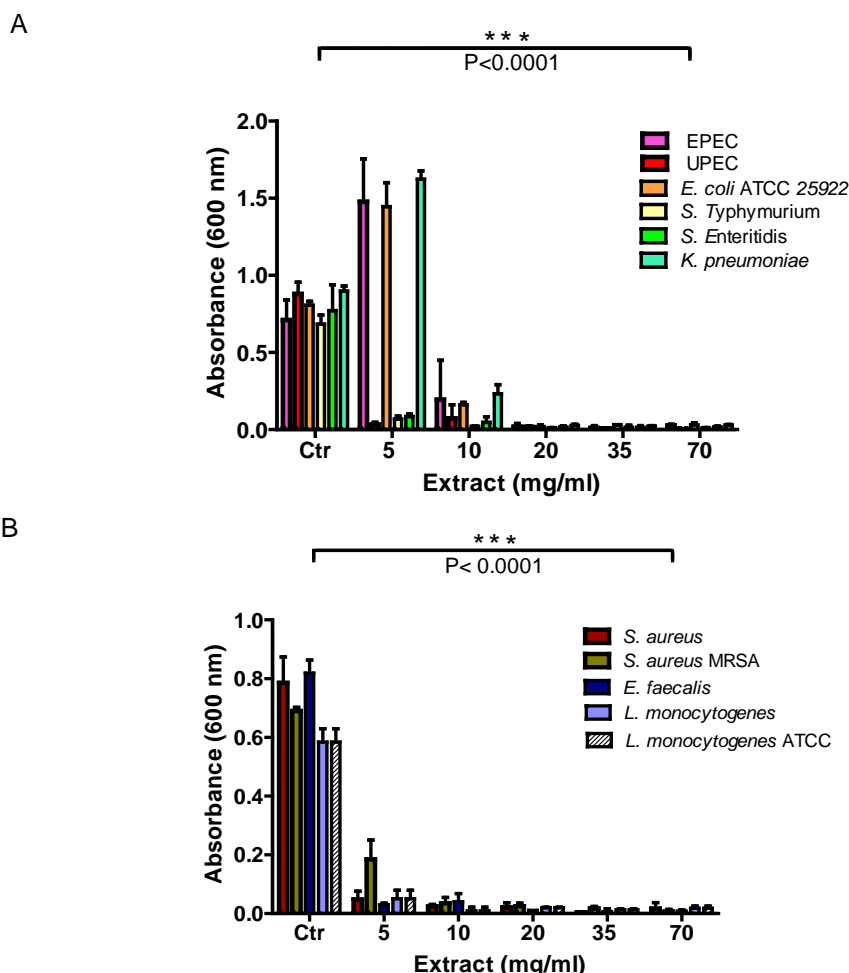 A
***
P<0.0001
Absorbance (600 nm)
2.0
1.5
1.0
0.5
0.0
EPEC
UPEC
E. coli ATCC 25922
S. Typhymurium
S. Enteritidis
K. pneumoniae
Ctr 5 10 20 35 70
Extract (mg/ml)
B
***
P< 0.0001
Absorbance (600 nm)
1.0
0.8
0.6
0.4
0.2
0.0
S. aureus
S. aureus MRSA
E. faecalis
L. monocytogenes
L. monocytogenes ATCC
Ctr 5 10 20 35 70
Extract (mg/ml)